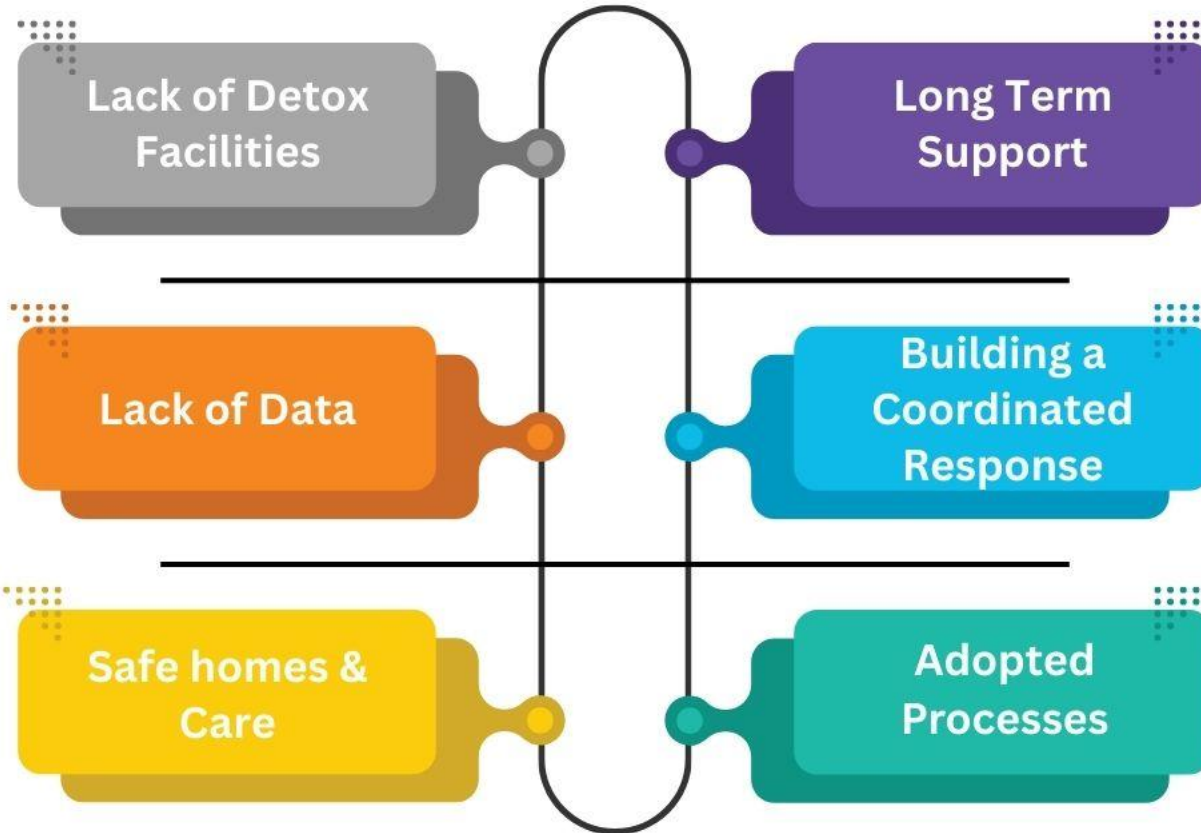 Lack of Detox
Facilities
Long Term
Support
Lack of Data
Building a
Coordinated
Response
Safe homes &
Care
Adopted
Processes